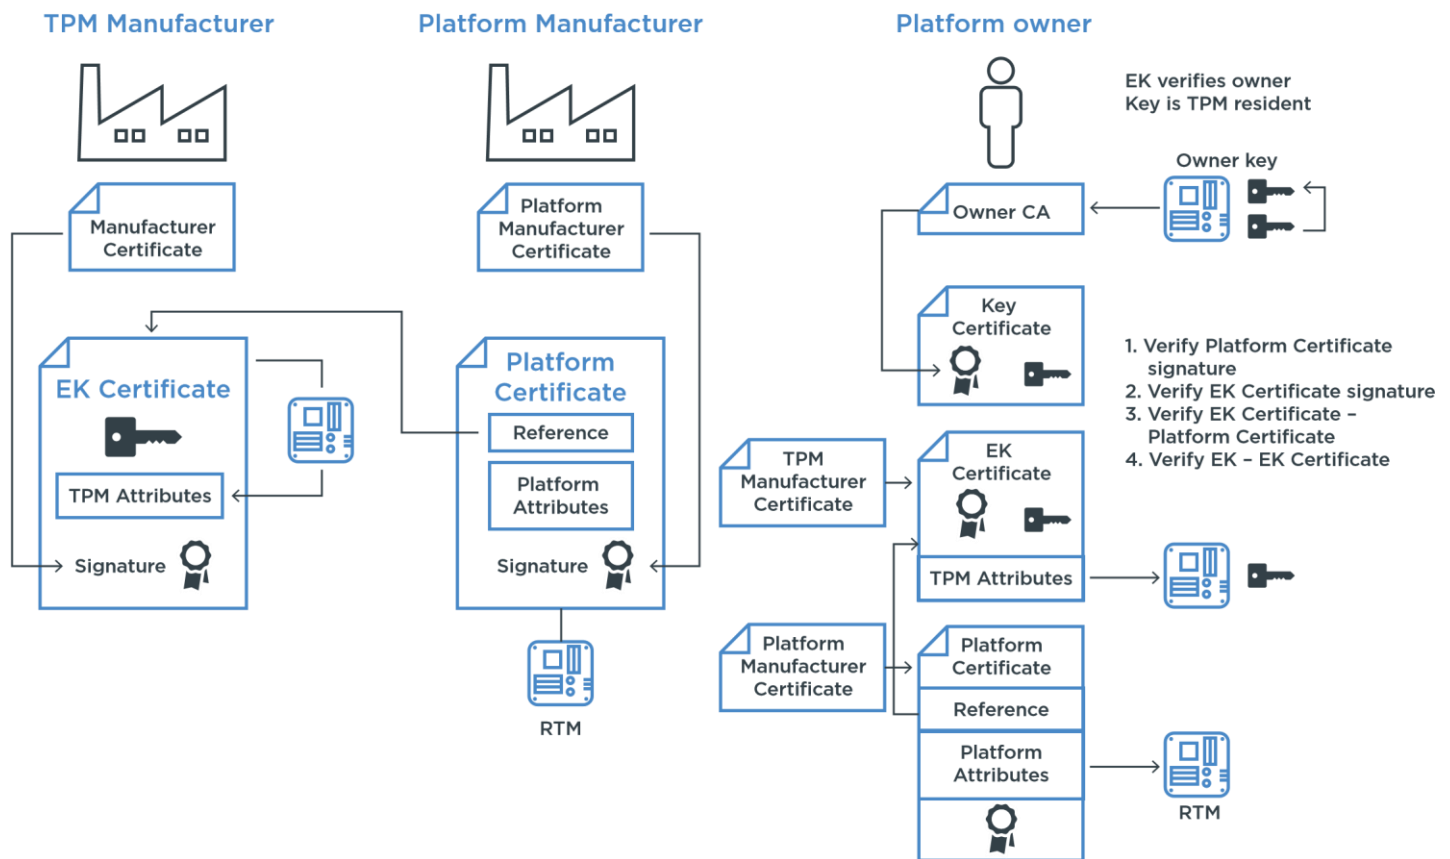 TPM Manufacturer
Manufacturer
Certificate
EK Certificate
TPM Attributes
Signature
Platform Manufacturer
Platform
Manufacturer
Certificate
Platform
Certificate
Reference
Platform
Attributes
Signature
RTM
Platform owner
EK verifies owner
Key is TPM resident
Owner key
Owner CA
Key
Certificate
1. Verify Platform Certificate
signature
2. Verify EK Certificate signature
3. Verify EK Certificate –
Platform Certificate
4. Verify EK – EK Certificate
TPM
Manufacturer
Certificate
EK
Certificate
TPM Attributes
Platform
Manufacturer
Certificate
Platform
Certificate
Reference
Platform
Attributes
RTM